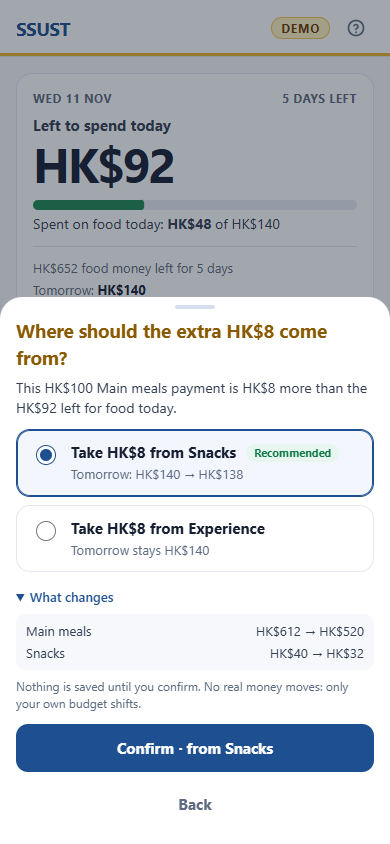 SSUST
DEMO
?
WED 11 NOV
5 DAYS LEFT
Left to spend today
HK$92
Spent on food today: HK$48 of HK$140
HK$652 food money left for 5 days
Tomorrow: HK$140
Where should the extra HK$8 come
from?
This HK$100 Main meals payment is HK$8 more than the
HK$92 left for food today.
Take HK$8 from Snacks Recommended
Tomorrow: HK$140 → HK$138
Take HK$8 from Experience
Tomorrow stays HK$140
▼ What changes
Main meals HK$612 → HK$520
Snacks HK$40 → HK$32
Nothing is saved until you confirm. No real money moves: only
your own budget shifts.
Confirm · from Snacks
Back